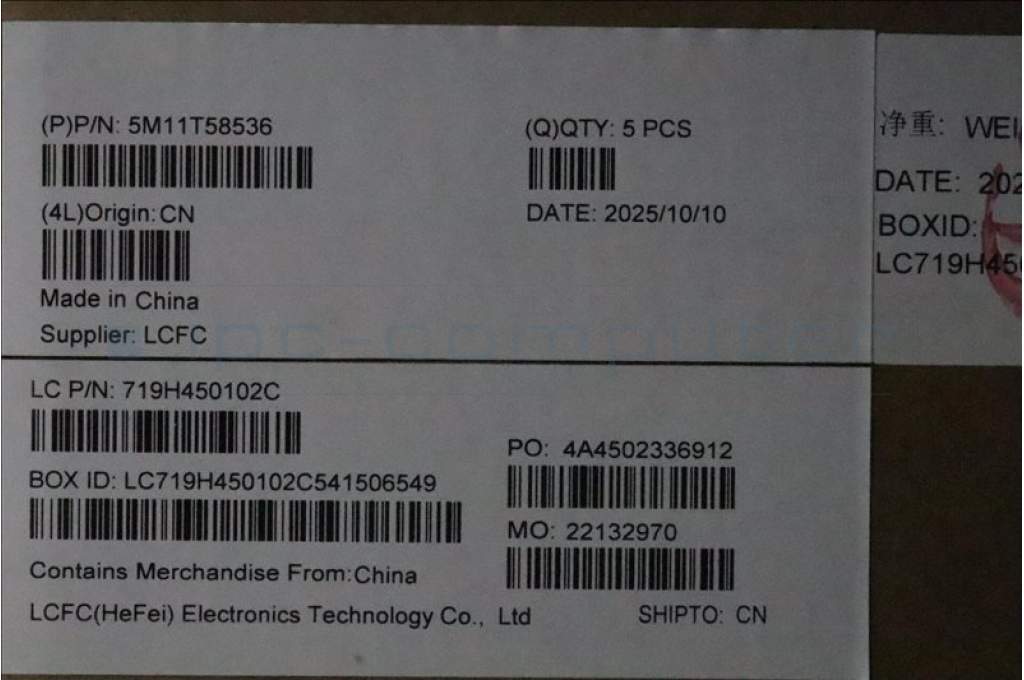 (P)P/N: 5M11T58536
(Q)QTY: 5 PCS
(4L)Origin:CN
DATE: 2025/10/10
Made in China
Supplier: LCFC
LC P/N: 719H450102C
PO: 4A4502336912
BOX ID: LC719H450102C541506549
MO: 22132970
Contains Merchandise From:China
LCFC(HeFei) Electronics Technology Co., Ltd
SHIPTO: CN
净重: WEI
DATE: 202
BOXID:
LC719H450